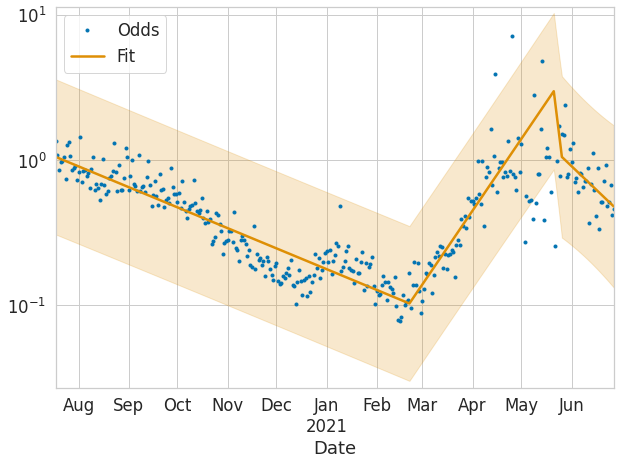 10¹
Odds
Fit
10⁰
10⁻¹
Aug Sep Oct Nov Dec Jan Feb Mar Apr May Jun
2021
Date